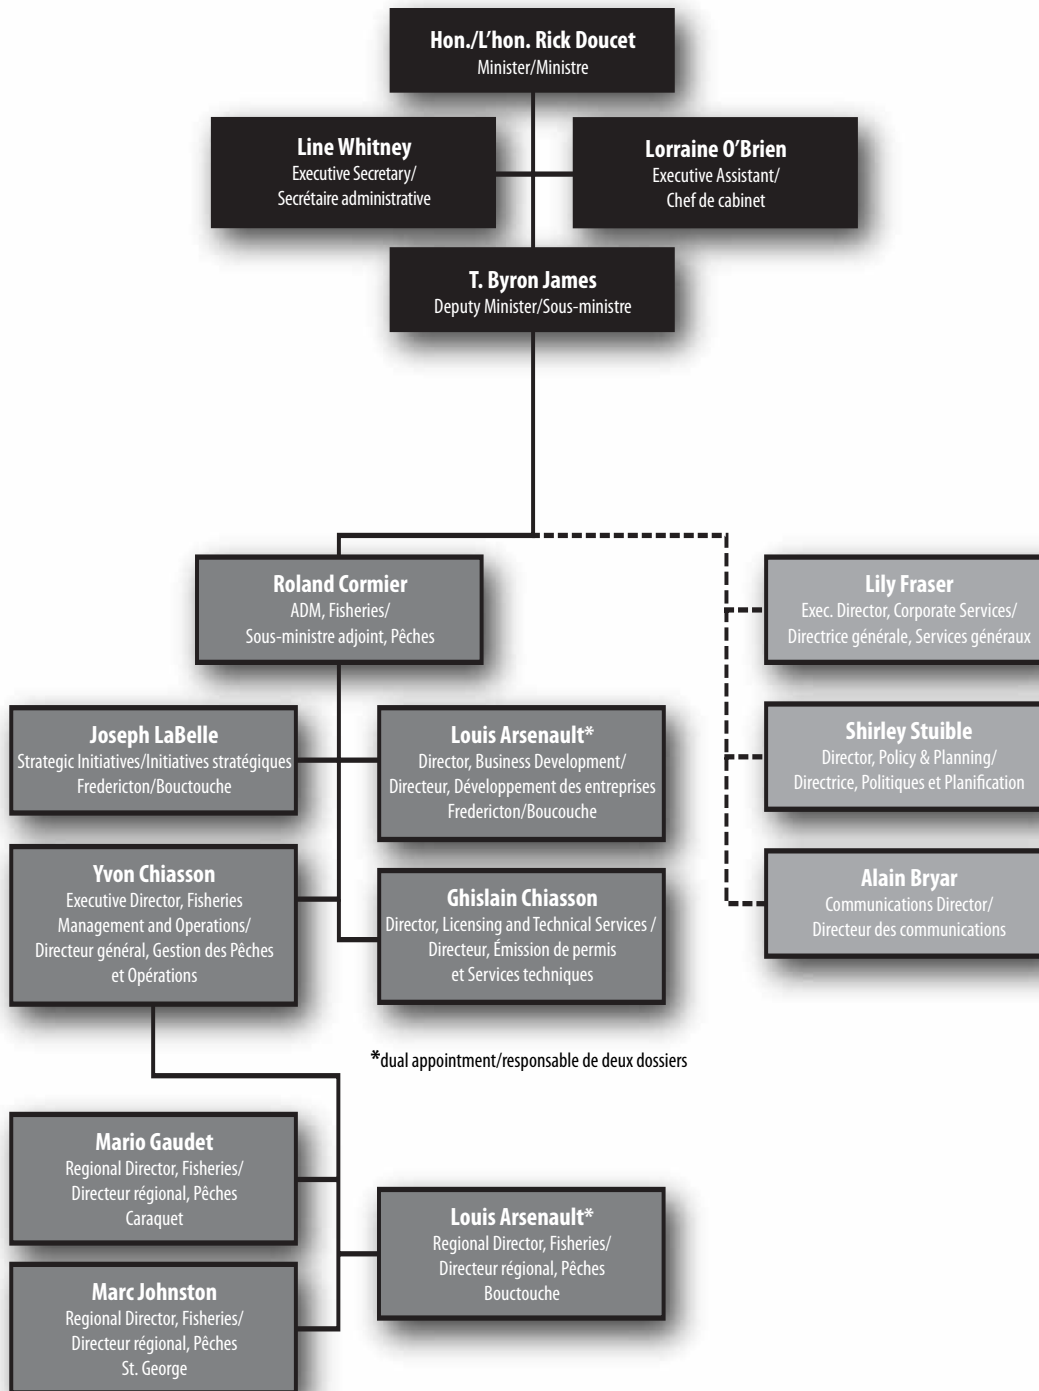 Hon./L'hon. Rick Doucet
Minister/Ministre
Line Whitney
Executive Secretary/
Secrétaire administrative
Lorraine O'Brien
Executive Assistant/
Chef de cabinet
T. Byron James
Deputy Minister/Sous-ministre
Roland Cormier
ADM, Fisheries/
Sous-ministre adjoint, Pêches
Lily Fraser
Exec. Director, Corporate Services/
Directrice générale, Services généraux
Joseph LaBelle
Strategic Initiatives/Initiatives stratégiques
Fredericton/Bouctouche
Louis Arsenault*
Director, Business Development/
Directeur, Développement des entreprises
Fredericton/Boucouche
Shirley Stuible
Director, Policy & Planning/
Directrice, Politiques et Planification
Yvon Chiasson
Executive Director, Fisheries
Management and Operations/
Directeur général, Gestion des Pêches
et Opérations
Ghislain Chiasson
Director, Licensing and Technical Services /
Directeur, Émission de permis
et Services techniques
Alain Bryar
Communications Director/
Directeur des communications
*dual appointment/responsable de deux dossiers
Mario Gaudet
Regional Director, Fisheries/
Directeur régional, Pêches
Caraquet
Louis Arsenault*
Regional Director, Fisheries/
Directeur régional, Pêches
Bouctouche
Marc Johnston
Regional Director, Fisheries/
Directeur régional, Pêches
St. George